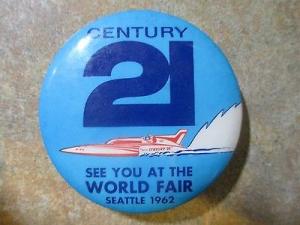 CENTURY
21
SEE YOU AT THE
WORLD FAIR
SEATTLE 1962